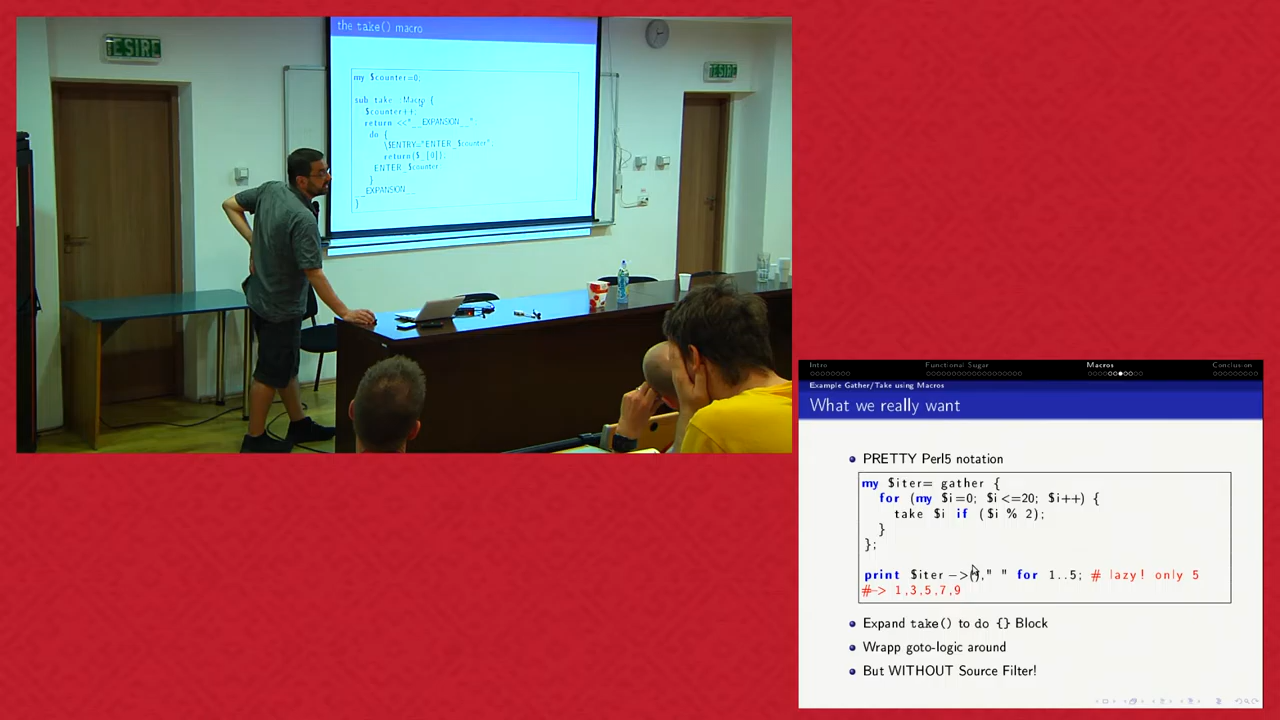 IEȘIRE
the take() macro
IEȘIRE
my $counter=0;
sub take :Macro {
$counter++;
return <<"__EXPANSION__";
do {
\$ENTRY="ENTER_$counter";
return($_[0]);
ENTER_$counter
}
__EXPANSION__
}
Intro
Functional Sugar
Macros
Conclusion
Example Gather/Take using Macros
What we really want
PRETTY Perl5 notation
my $iter= gather {
for (my $i=0; $i<=20; $i++) {
take $i if ($i % 2);
}
};
print $iter->()," " for 1..5; # lazy! only 5
#-> 1,3,5,7,9
Expand take() to do {} Block
Wrapp goto-logic around
But WITHOUT Source Filter!